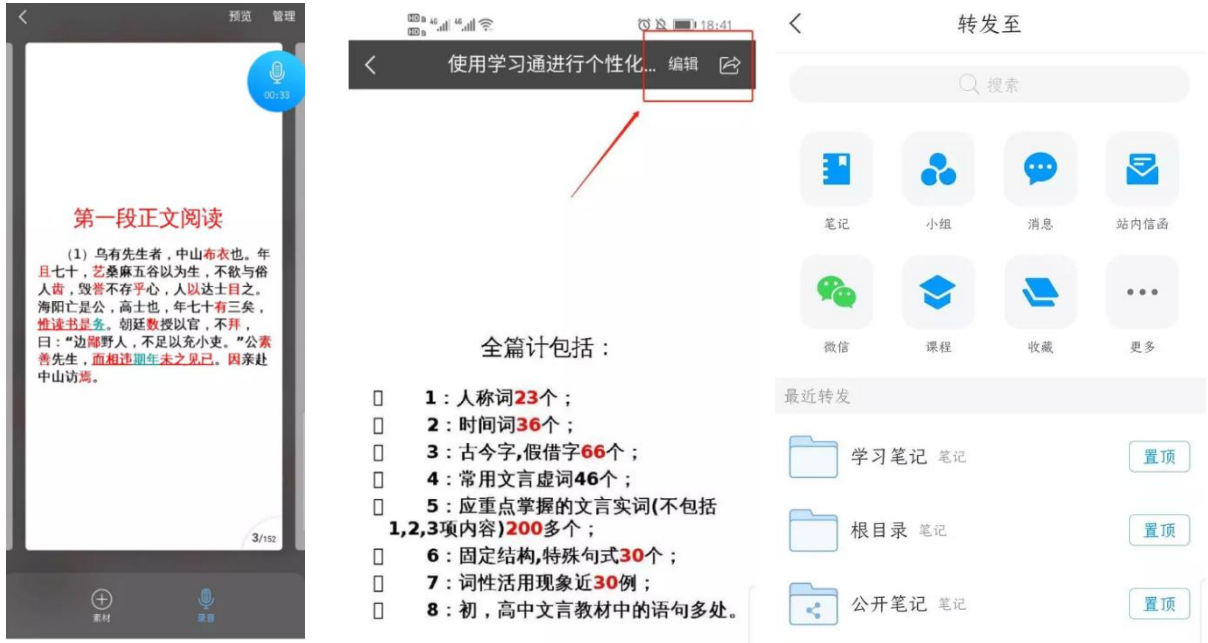 预览 管理
00:33
第一段正文阅读
(1)乌有先生者，中山布衣也。年
且七十，艺桑麻五谷以为生，不欲与俗
人齿，毁誉不存乎心，人以达士目之。
海阳亡是公，高士也，年七十有三矣，
惟读书是务。朝廷数授以官，不拜，
曰：“边鄙野人，不足以充小吏。”公素
善先生，而相违期年未之见已。因亲赴
中山访焉。
3/152
素材 录音
18:41
使用学习通进行个性化... 编辑
全篇计包括：
1：人称词23个；
2：时间词36个；
3：古今字,假借字66个；
4：常用文言虚词46个；
5：应重点掌握的文言实词(不包括
1,2,3项内容)200多个；
6：固定结构,特殊句式30个；
7：词性活用现象近30例；
8：初，高中文言教材中的语句多处。
转发至
搜索
笔记 小组 消息 站内信函
微信 课程 收藏 更多
最近转发
学习笔记 笔记 置顶
根目录 笔记 置顶
公开笔记 笔记 置顶